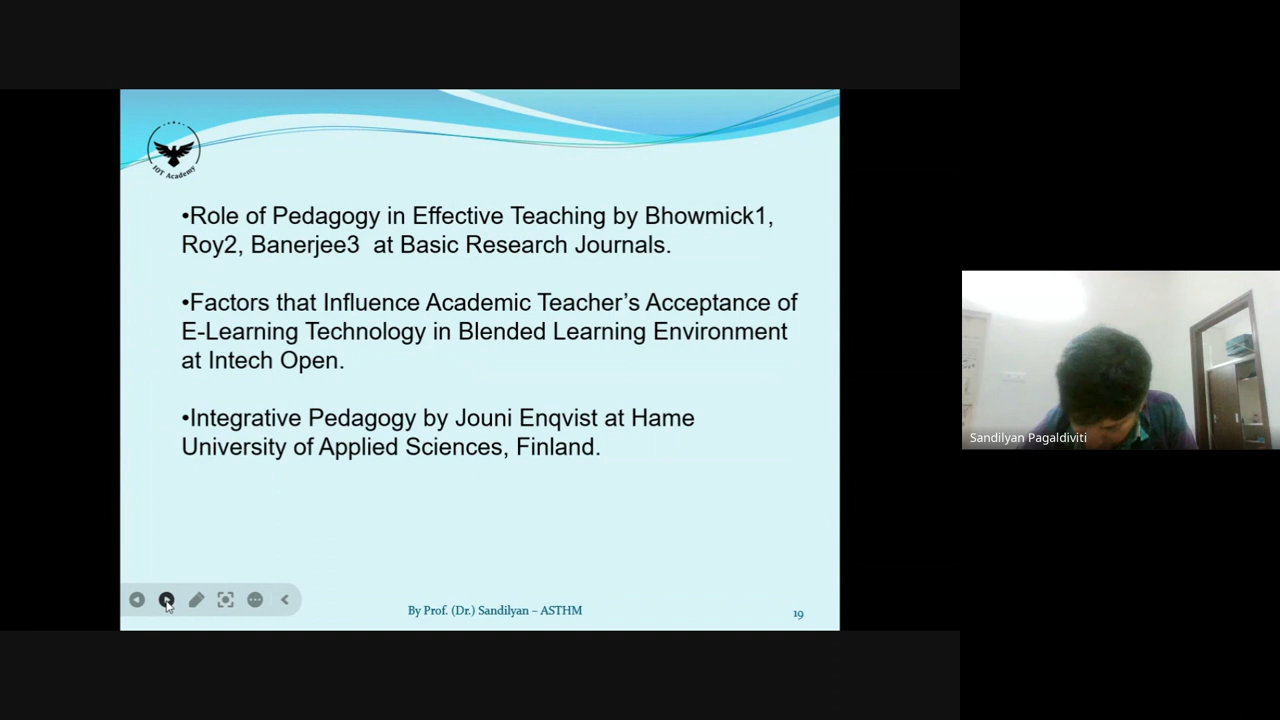 IOT Academy
•Role of Pedagogy in Effective Teaching by Bhowmick1,
Roy2, Banerjee3  at Basic Research Journals.
•Factors that Influence Academic Teacher’s Acceptance of
E-Learning Technology in Blended Learning Environment
at Intech Open.
•Integrative Pedagogy by Jouni Enqvist at Hame
University of Applied Sciences, Finland.
By Prof. (Dr.) Sandilyan – ASTHM
19
Sandilyan Pagaldiviti